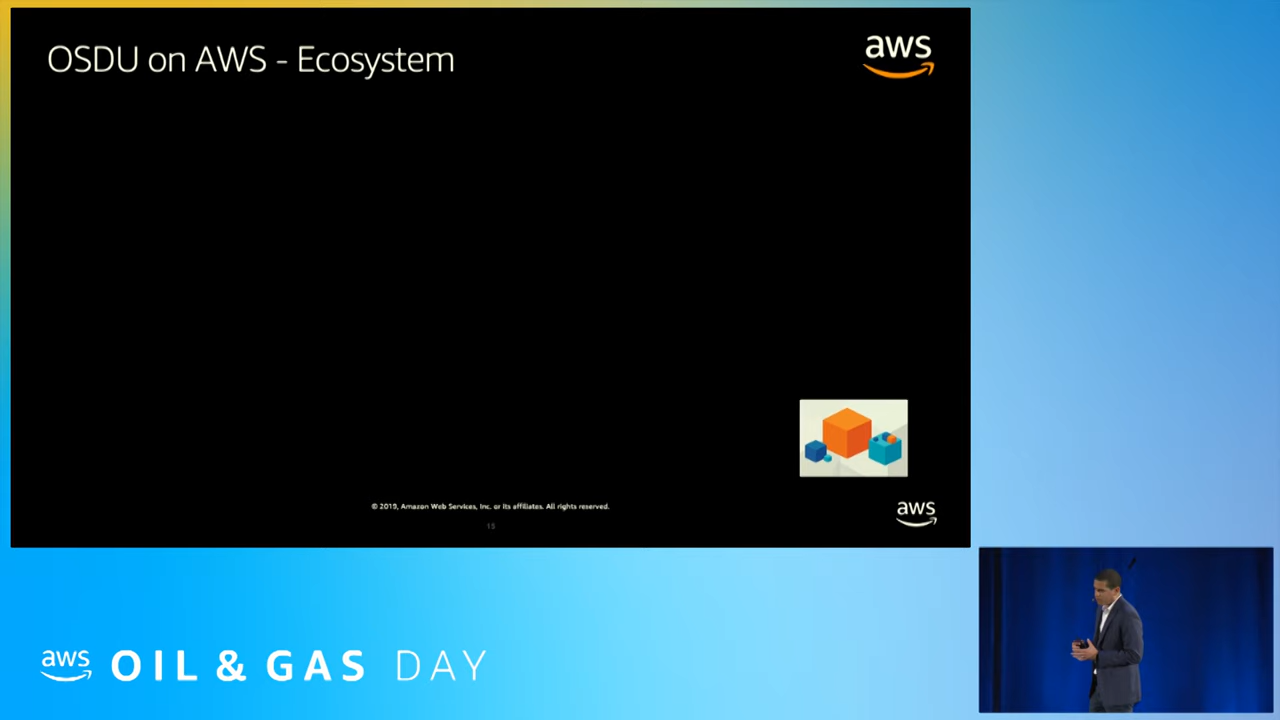 OSDU on AWS - Ecosystem
aws
© 2019, Amazon Web Services, Inc. or its affiliates. All rights reserved.
15
aws
aws OIL & GAS DAY